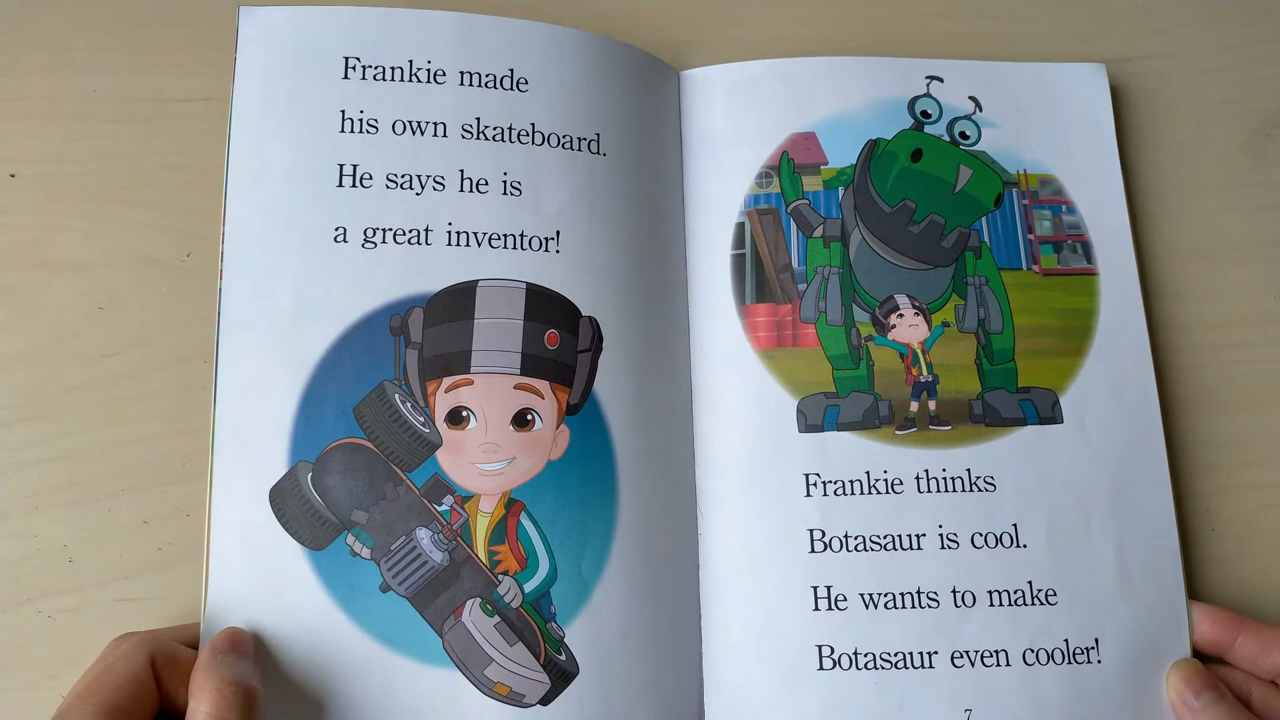 Frankie made
his own skateboard.
He says he is
a great inventor!
Frankie thinks
Botasaur is cool.
He wants to make
Botasaur even cooler!
7